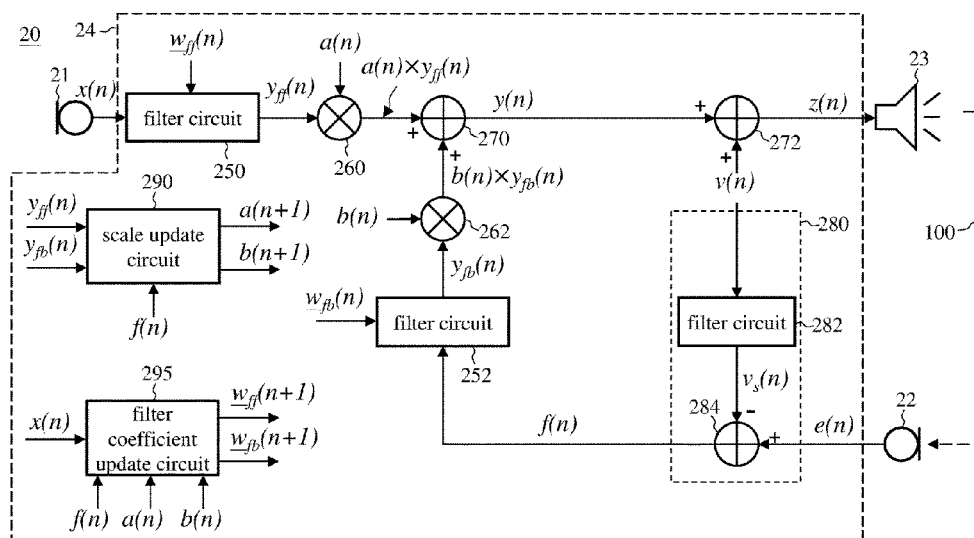 20
24
w_ff(n)
a(n)
a(n)×y_ff(n)
21
x(n)
filter circuit
250
y_ff(n)
260
+
270
y(n)
+
272
z(n)
23
+
b(n)×y_fb(n)
+
v(n)
290
y_ff(n)
y_fb(n)
scale update
circuit
a(n+1)
b(n+1)
f(n)
b(n)
262
y_fb(n)
280
100
w_fb(n)
filter circuit
252
filter circuit
282
v_s(n)
295
x(n)
filter
coefficient
update circuit
w_ff(n+1)
w_fb(n+1)
f(n)
a(n)
b(n)
f(n)
284
-
+
e(n)
22